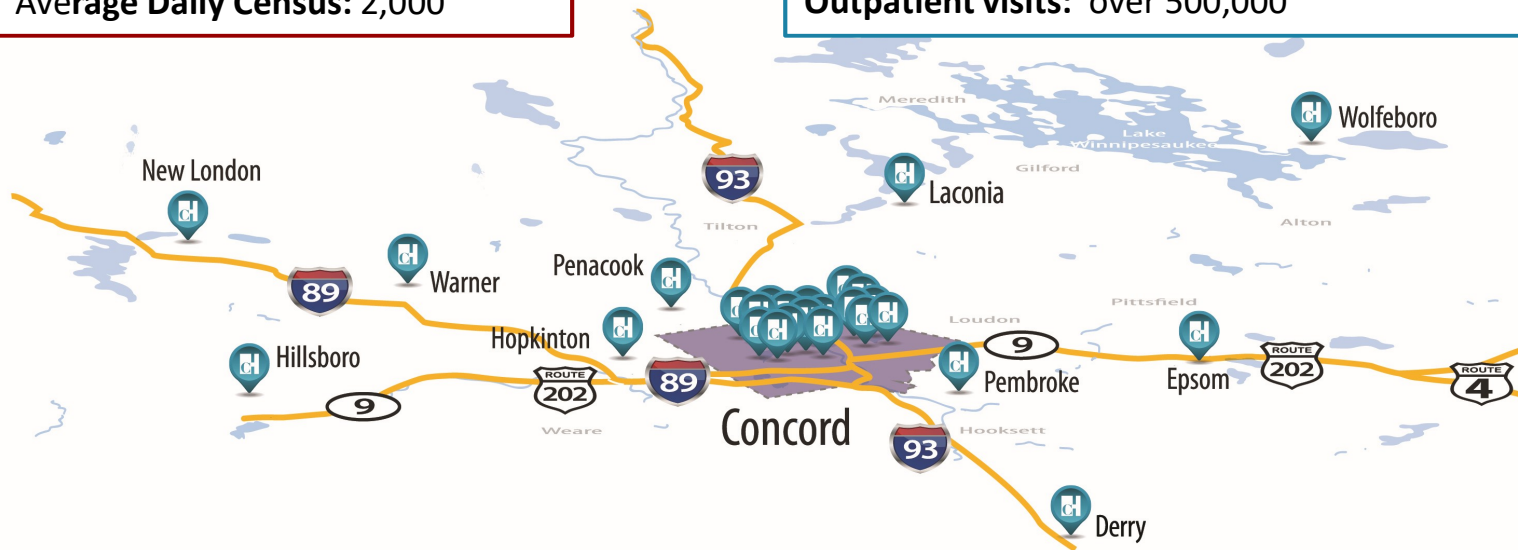 Average Daily Census: 2,000
Outpatient visits: over 500,000
Meredith
Lake
Winnipesaukee
Wolfeboro
Gilford
New London
93
Laconia
Tilton
Alton
Penacook
Warner
89
Pittsfield
Loudon
Hopkinton
Hillsboro
9
ROUTE
202
89
ROUTE
202
Pembroke
Epsom
ROUTE
4
9
Concord
Weare
Hooksett
93
Derry